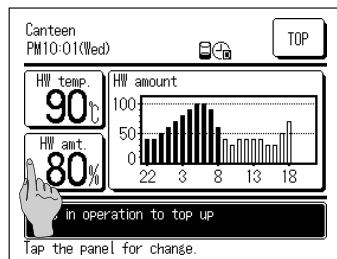 Canteen
PM10:01(Wed)
TOP
HW temp.
90℃
HW amount
100
50
0
22 3 8 13 18
HW amt.
80%
in operation to top up
Tap the panel for change.